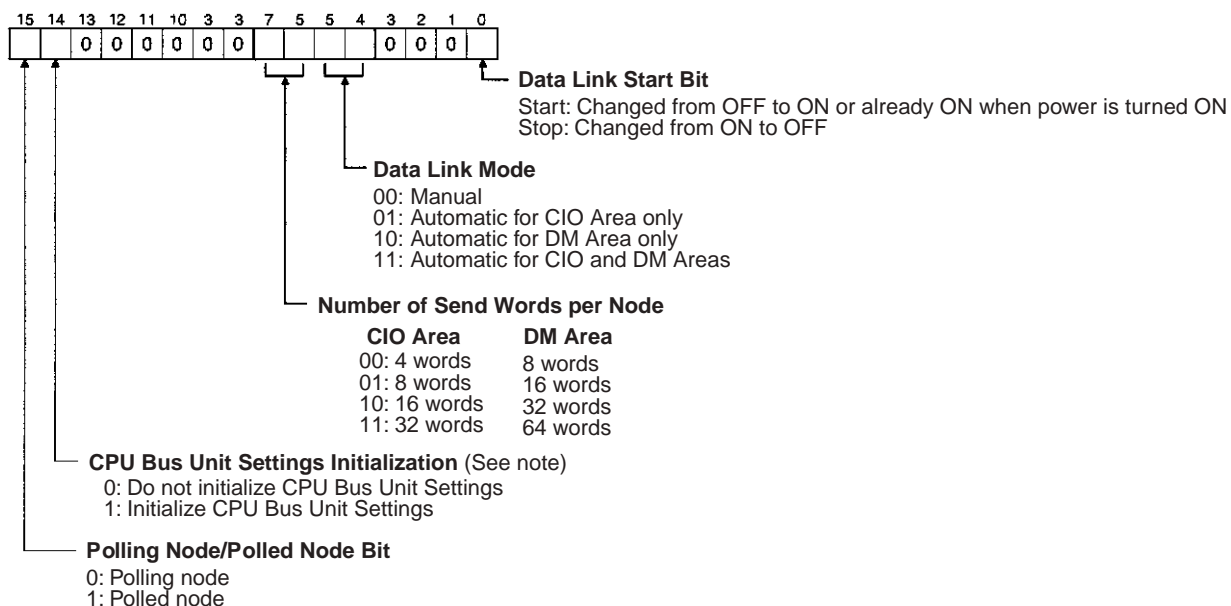 15 14 13 12 11 10 3 3 7 5 5 4 3 2 1 0
0 0 0 0 0 0 0 0 0
Data Link Start Bit
Start: Changed from OFF to ON or already ON when power is turned ON
Stop: Changed from ON to OFF
Data Link Mode
00: Manual
01: Automatic for CIO Area only
10: Automatic for DM Area only
11: Automatic for CIO and DM Areas
Number of Send Words per Node
CIO Area DM Area
00: 4 words 8 words
01: 8 words 16 words
10: 16 words 32 words
11: 32 words 64 words
CPU Bus Unit Settings Initialization (See note)
0: Do not initialize CPU Bus Unit Settings
1: Initialize CPU Bus Unit Settings
Polling Node/Polled Node Bit
0: Polling node
1: Polled node